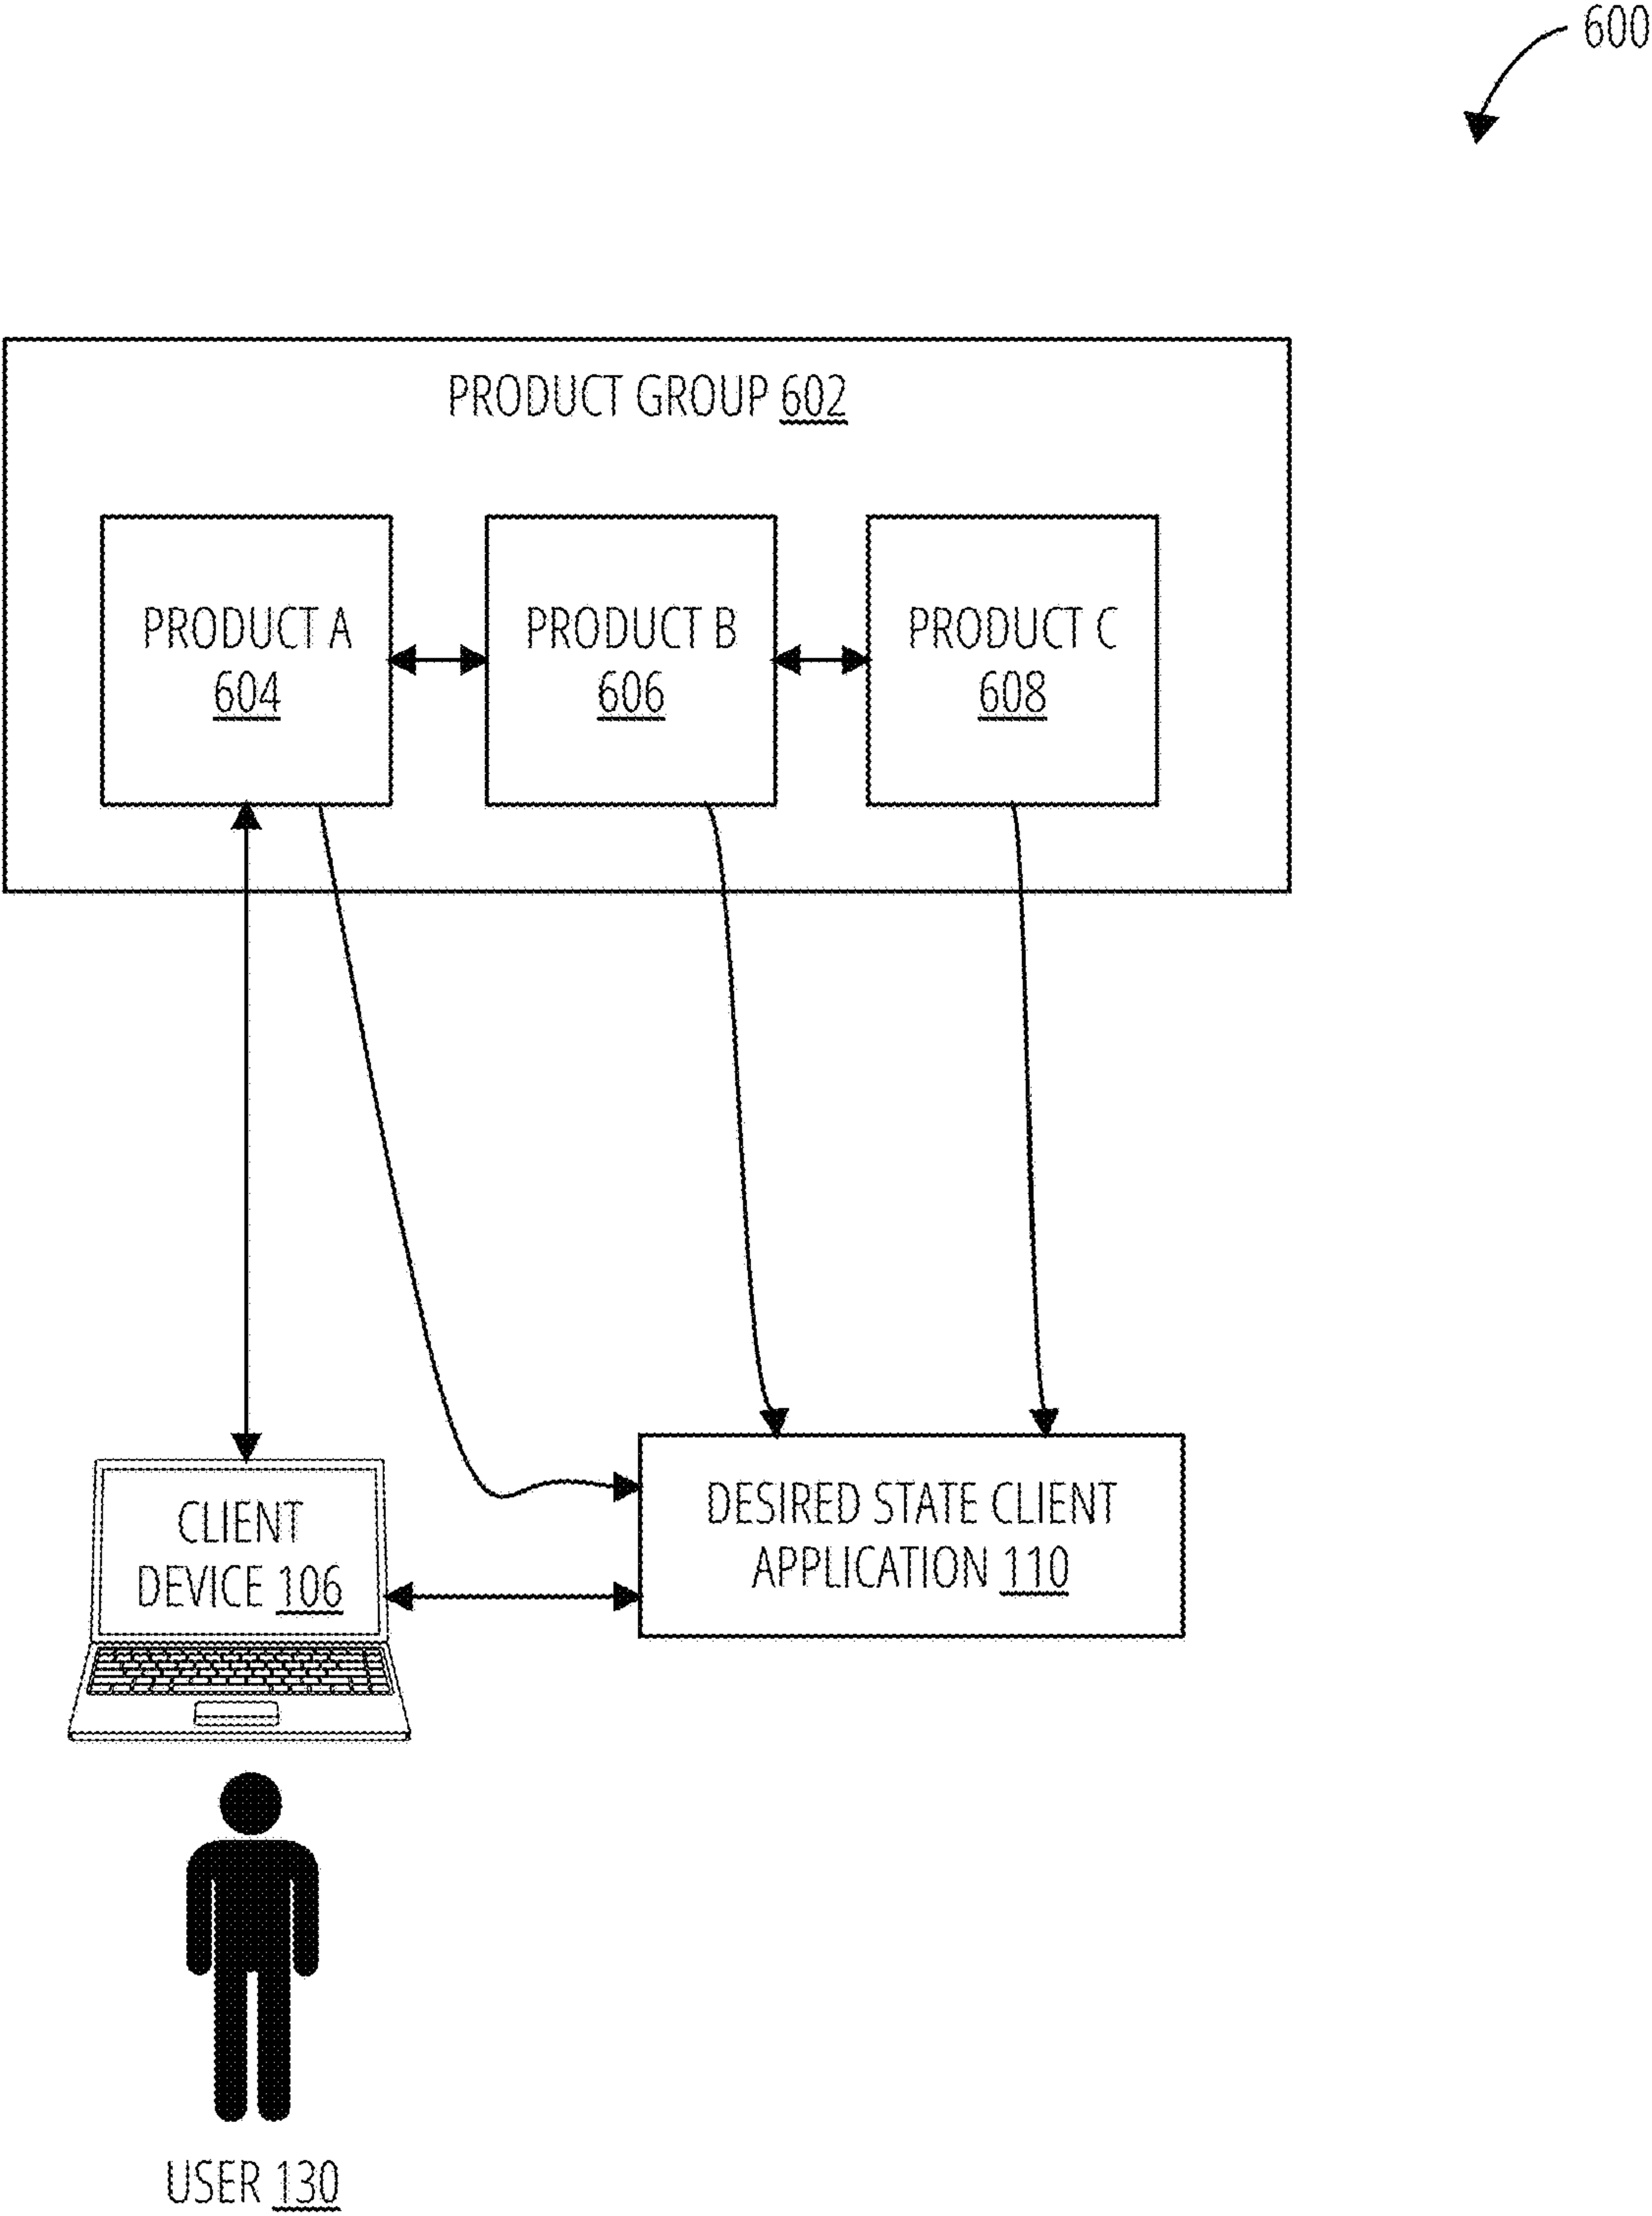 600
PRODUCT GROUP 602
PRODUCT A
604
PRODUCT B
606
PRODUCT C
608
CLIENT
DEVICE 106
DESIRED STATE CLIENT
APPLICATION 110
USER 130